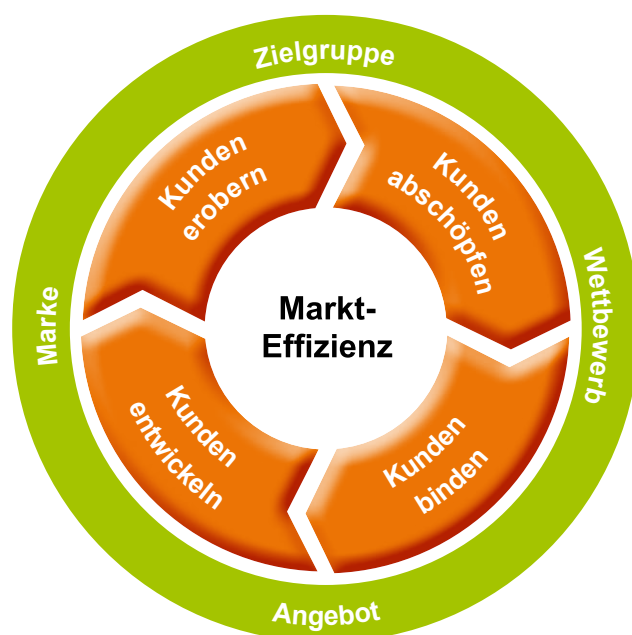 Zielgruppe
Kunden
erobern
Kunden
abschöpfen
Marke
Markt-
Effizienz
Wettbewerb
Kunden
entwickeln
Kunden
binden
Angebot